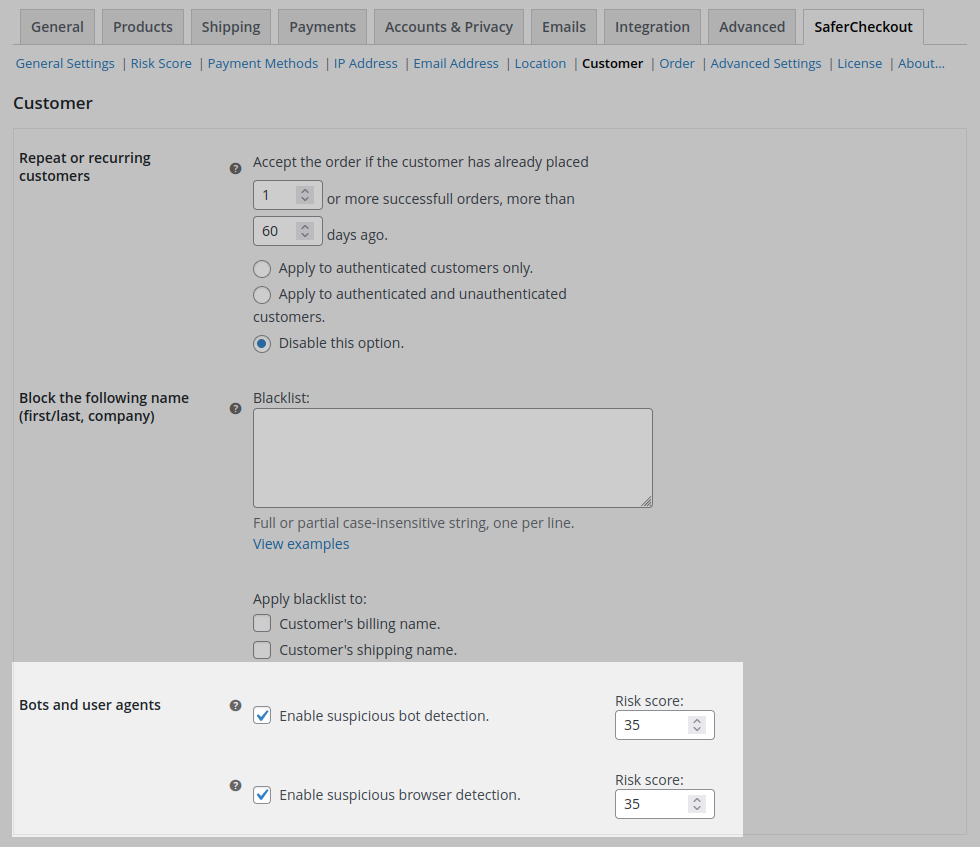 General Products Shipping Payments Accounts & Privacy Emails Integration Advanced SaferCheckout
General Settings | Risk Score | Payment Methods | IP Address | Email Address | Location | Customer | Order | Advanced Settings | License | About...
Customer
Repeat or recurring
customers
Accept the order if the customer has already placed
1 or more successfull orders, more than
60 days ago.
Apply to authenticated customers only.
Apply to authenticated and unauthenticated
customers.
Disable this option.
Block the following name
(first/last, company)
Blacklist:
Full or partial case-insensitive string, one per line.
View examples
Apply blacklist to:
Customer's billing name.
Customer's shipping name.
Bots and user agents
Enable suspicious bot detection.
Risk score:
35
Enable suspicious browser detection.
Risk score:
35